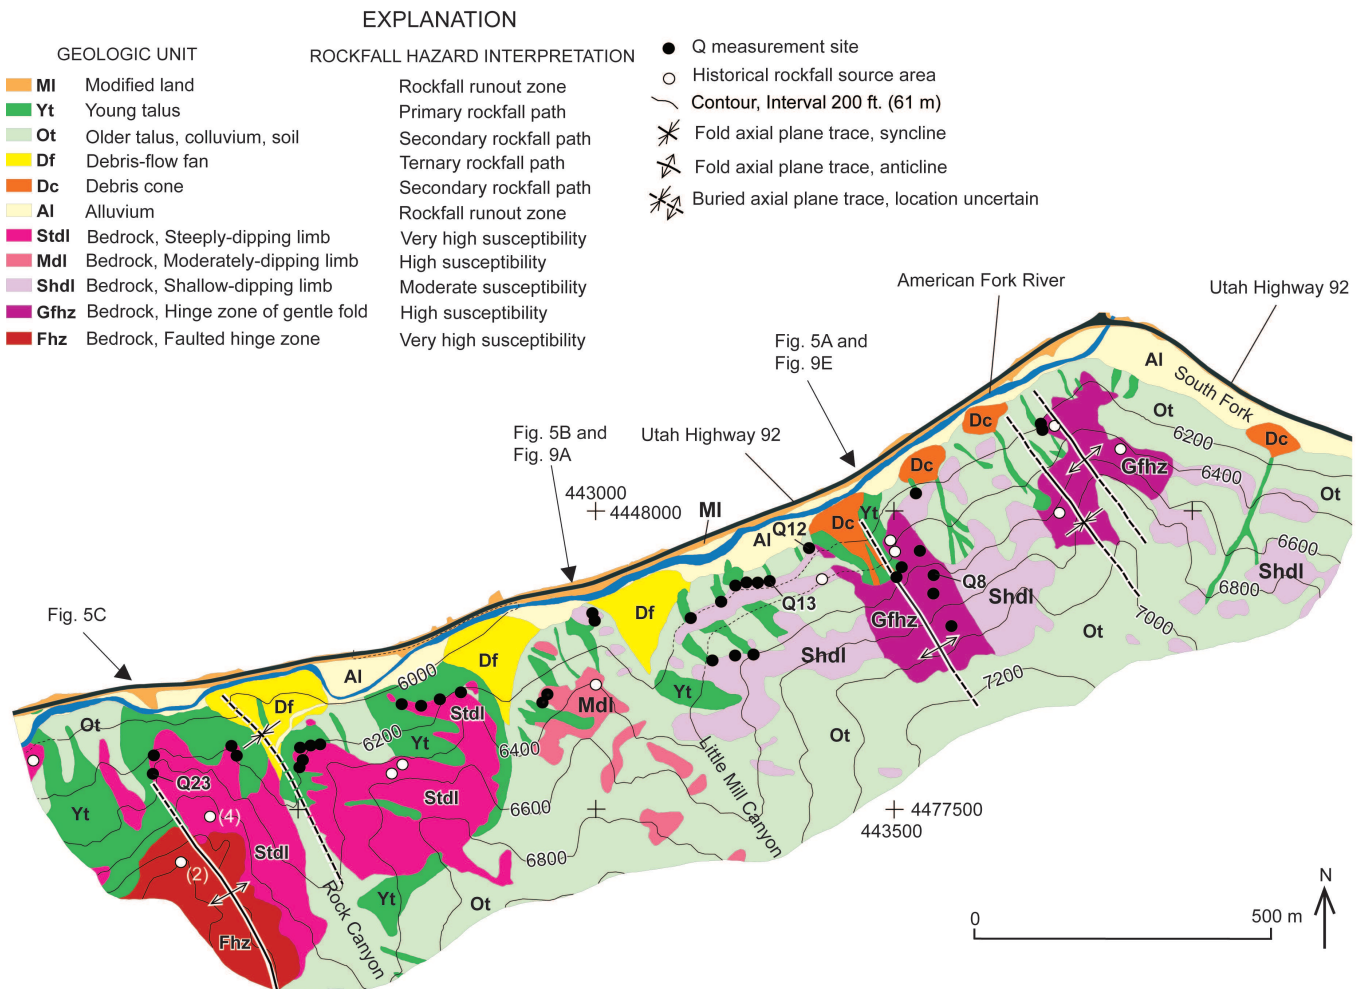 EXPLANATION
GEOLOGIC UNIT
ROCKFALL HAZARD INTERPRETATION
Ml Modified land Rockfall runout zone
Yt Young talus Primary rockfall path
Ot Older talus, colluvium, soil Secondary rockfall path
Df Debris-flow fan Ternary rockfall path
Dc Debris cone Secondary rockfall path
Al Alluvium Rockfall runout zone
Stdl Bedrock, Steeply-dipping limb Very high susceptibility
Mdl Bedrock, Moderately-dipping limb High susceptibility
Shdl Bedrock, Shallow-dipping limb Moderate susceptibility
Gfhz Bedrock, Hinge zone of gentle fold High susceptibility
Fhz Bedrock, Faulted hinge zone Very high susceptibility
Q measurement site
Historical rockfall source area
Contour, Interval 200 ft. (61 m)
Fold axial plane trace, syncline
Fold axial plane trace, anticline
Buried axial plane trace, location uncertain
American Fork River
Utah Highway 92
Fig. 5A and
Fig. 9E
Al
South Fork
Ot
Dc
6200
Dc
Fig. 5B and
Fig. 9A
Utah Highway 92
Dc
Gfhz
6400
Ot
443000
4448000
Ml
Q12
Al
Dc
Yt
6600
Shdl
6800
Q8
Shdl
Q13
7000
Fig. 5C
Df
Gfhz
Ot
Shdl
Df
Al
6000
7200
Yt
Mdl
Ot
Df
Stdl
6200
Yt
6400
Ot
Little Mill Canyon
Q23
Stdl
Yt
(4)
6600
4477500
443500
Stdl
6800
(2)
Yt
Ot
Rock Canyon
Fhz
N
0
500 m